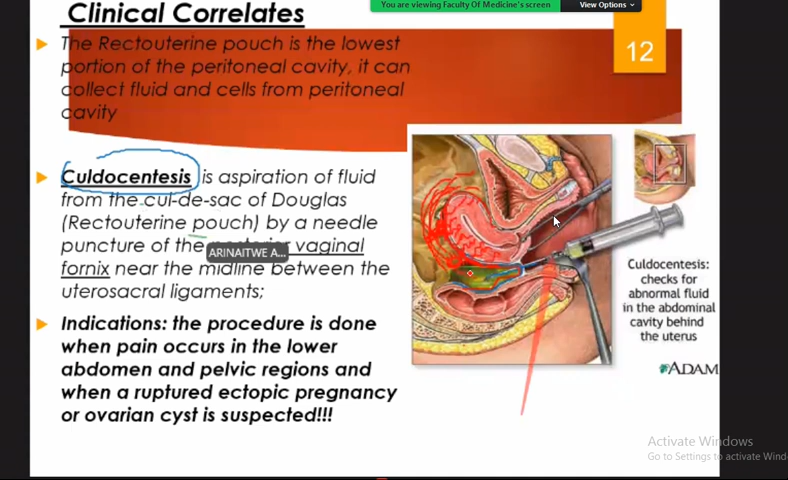 Clinical Correlates
You are viewing Faculty Of Medicine's screen
View Options
12
The Rectouterine pouch is the lowest
portion of the peritoneal cavity, it can
collect fluid and cells from peritoneal
cavity
Culdocentesis is aspiration of fluid
from the cul-de-sac of Douglas
(Rectouterine pouch) by a needle
puncture of the vaginal
ARINAITWE A...
fornix near the midline between the
uterosacral ligaments;
Indications: the procedure is done
when pain occurs in the lower
abdomen and pelvic regions and
when a ruptured ectopic pregnancy
or ovarian cyst is suspected!!!
Culdocentesis:
checks for
abnormal fluid
in the abdominal
cavity behind
the uterus
ADAM
Activate Windows
Go to Settings to activate Wind